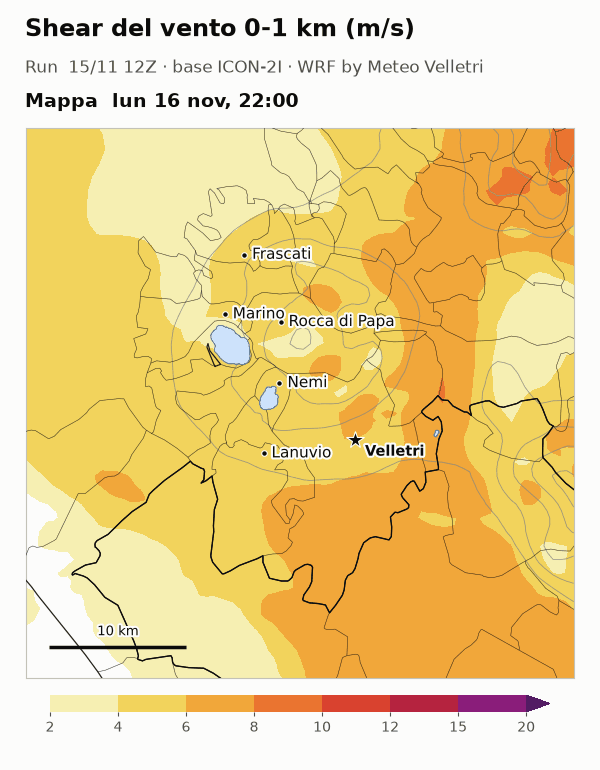 Shear del vento 0-1 km (m/s)
Run  15/11 12Z · base ICON-2I · WRF by Meteo Velletri
Mappa  lun 16 nov, 22:00
Frascati
Marino
Rocca di Papa
Nemi
Velletri
Lanuvio
10 km
2 4 6 8 10 12 15 20